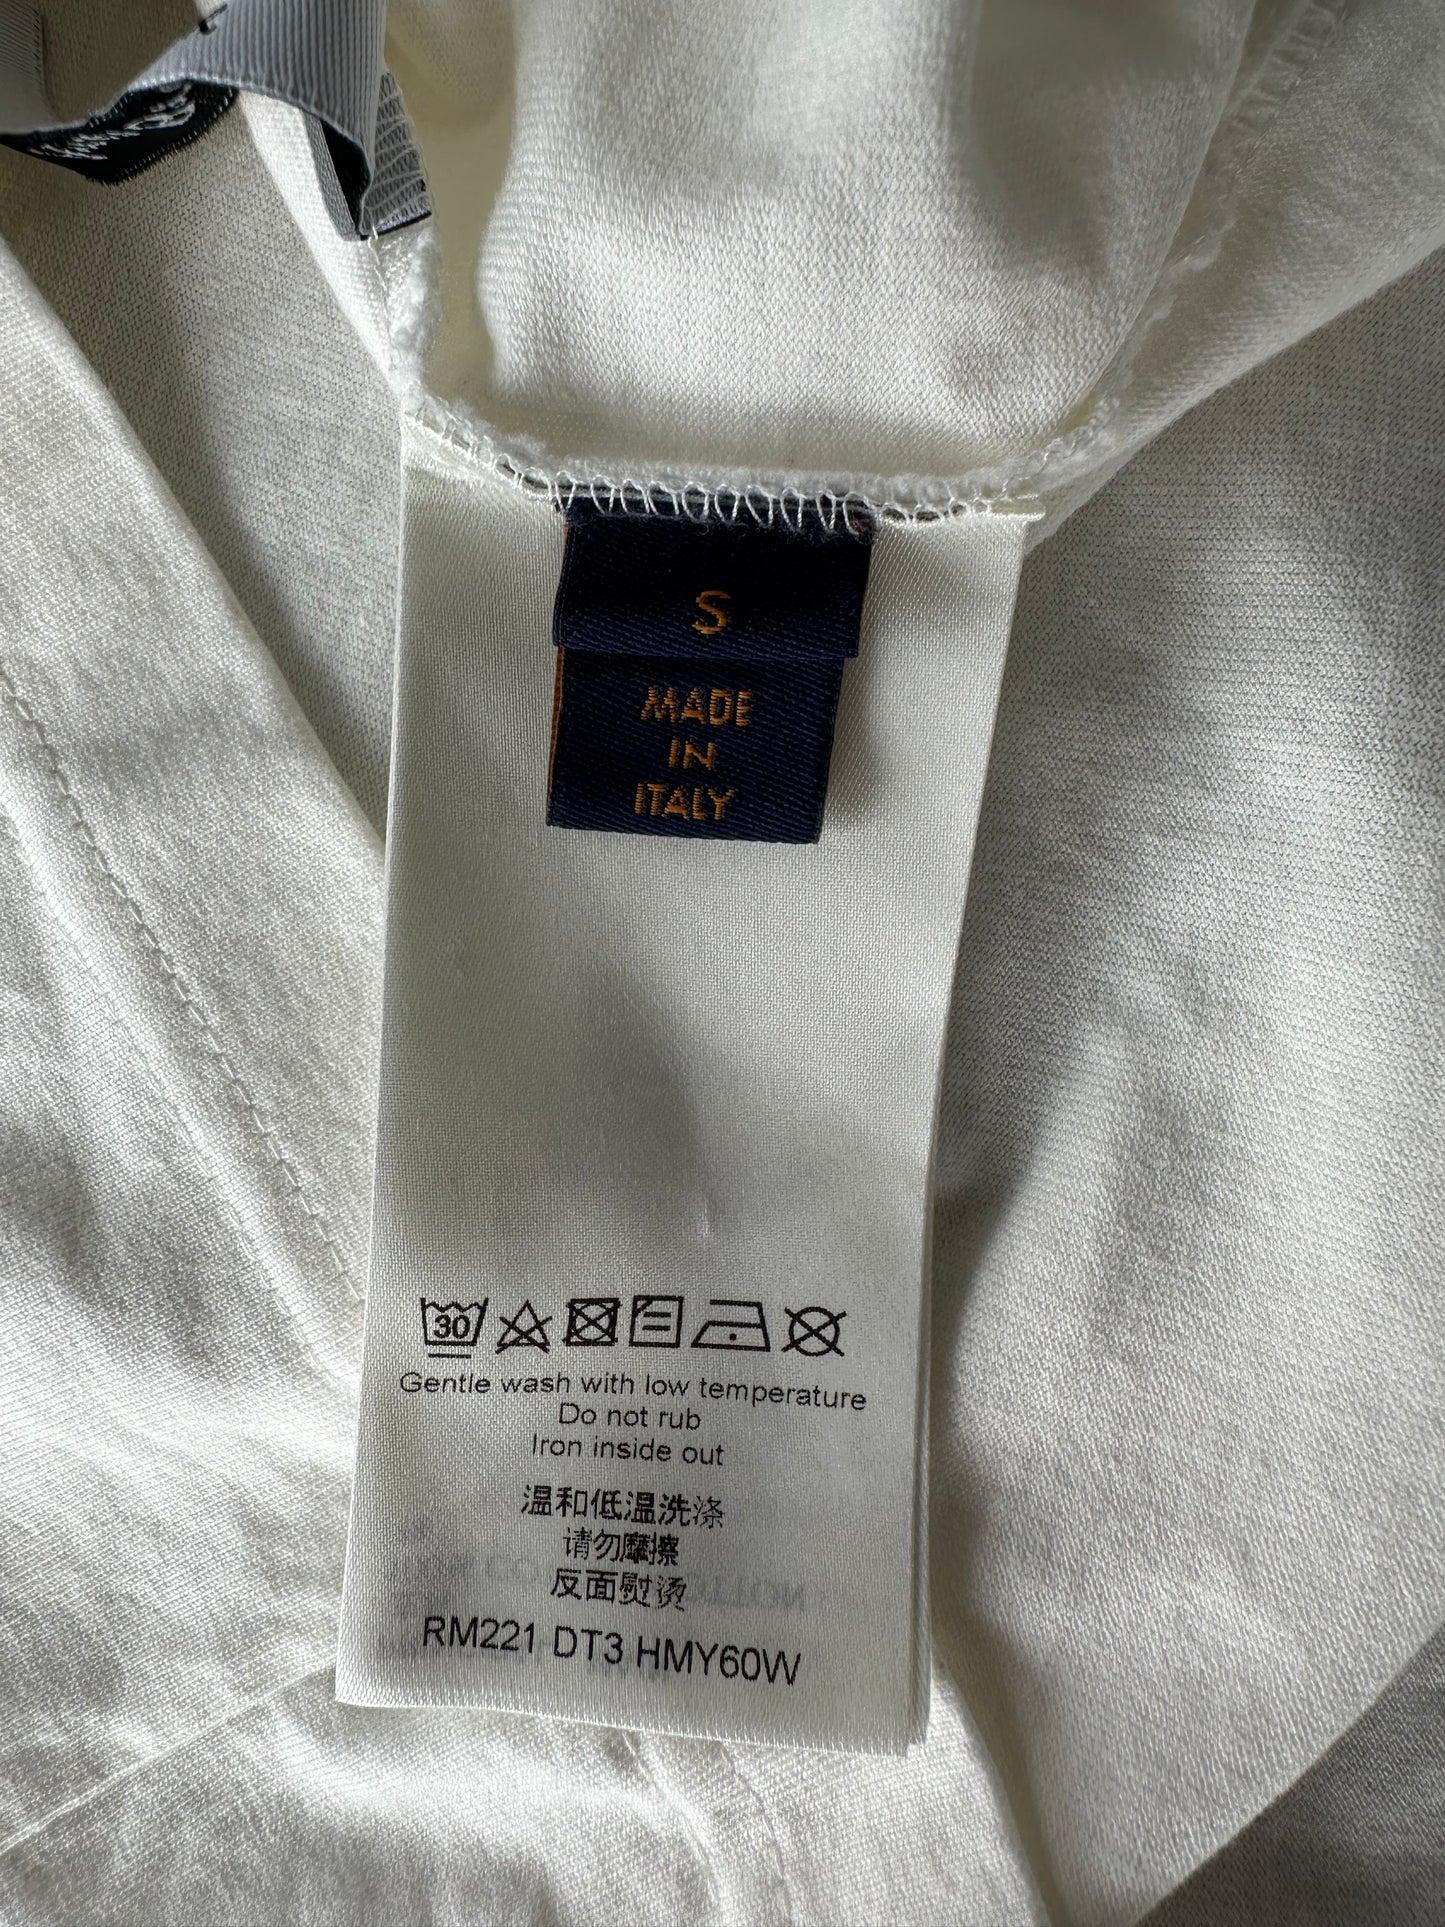 S
MADE
IN
ITALY
30
Gentle wash with low temperature
Do not rub
Iron inside out
温和低温洗涤
请勿摩擦
反面熨烫
RM221 DT3 HMY60W